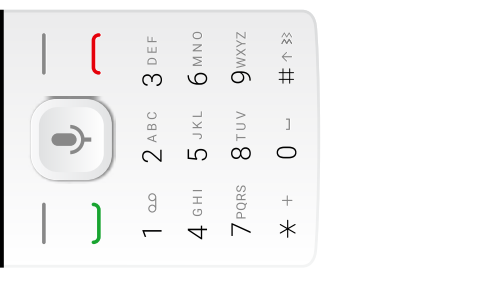 1 2 ABC 3 DEF
4 GHI 5 JKL 6 MNO
7 PQRS 8 TUV 9 WXYZ
* + 0 #